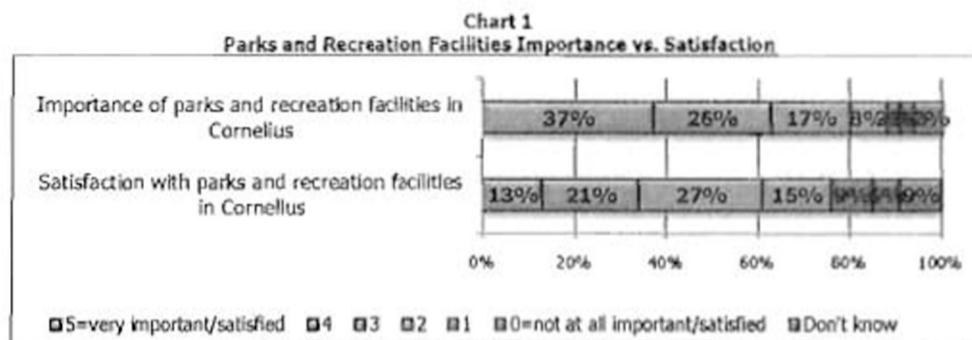 Chart 1
Parks and Recreation Facilities Importance vs. Satisfaction
Importance of parks and recreation facilities in
Cornelius
37% 26% 17% 8%
Satisfaction with parks and recreation facilities
in Cornelius
13% 21% 27% 15% 9% 9%
0% 20% 40% 60% 80% 100%
5=very important/satisfied 4 3 2 1 0=not at all important/satisfied Don't know